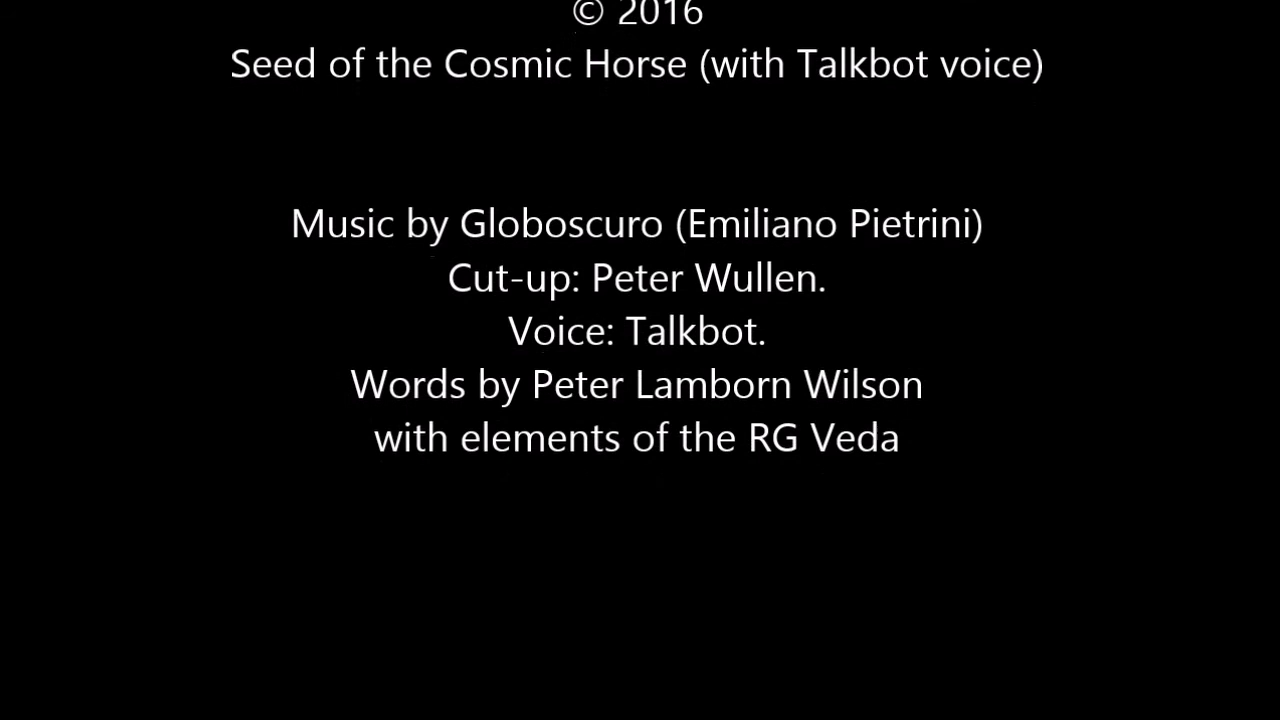 © 2016
Seed of the Cosmic Horse (with Talkbot voice)
Music by Globoscuro (Emiliano Pietrini)
Cut-up: Peter Wullen.
Voice: Talkbot.
Words by Peter Lamborn Wilson
with elements of the RG Veda